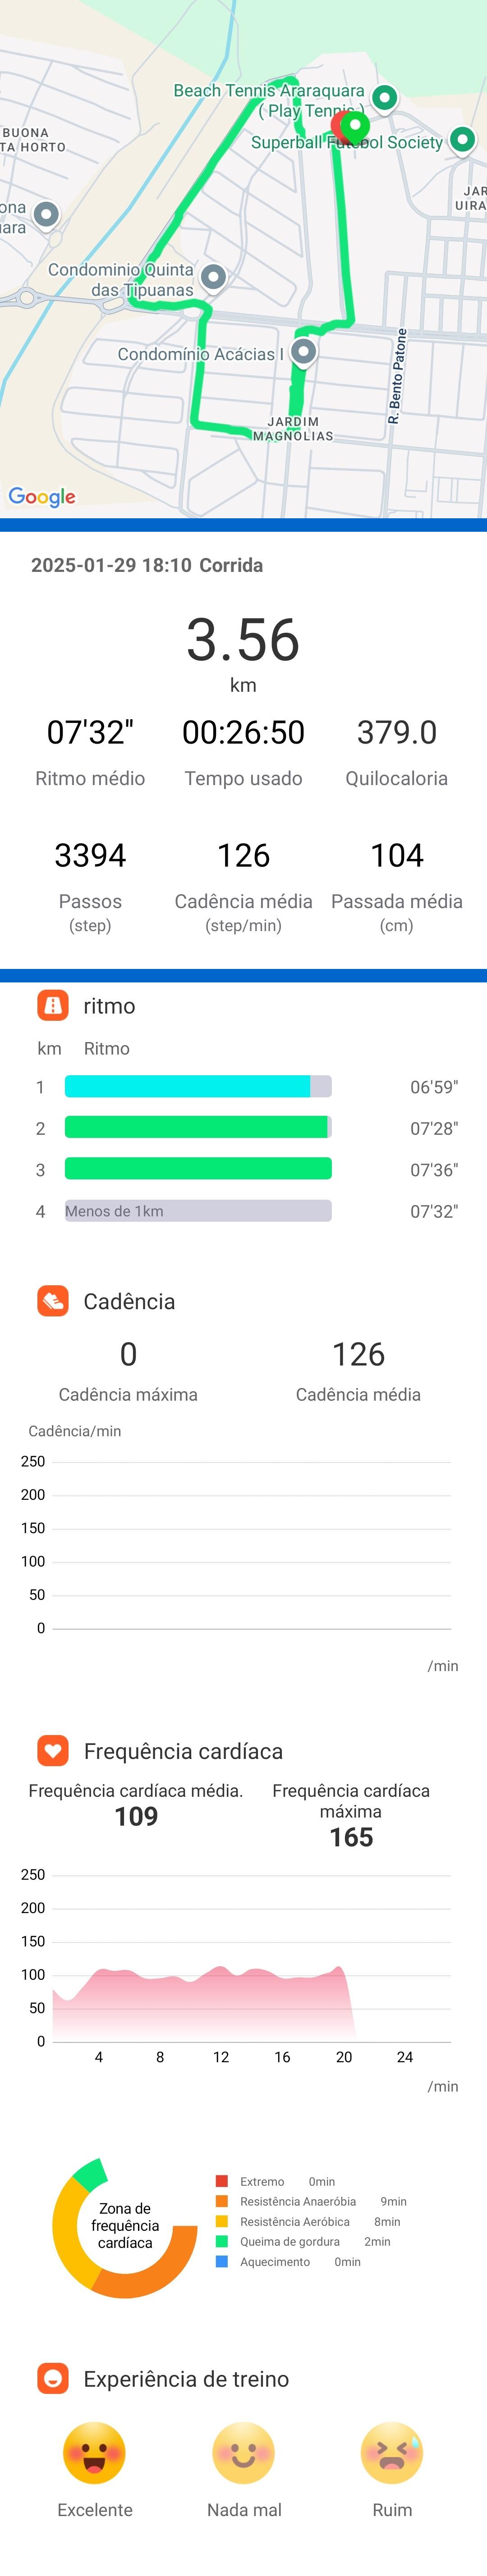 Beach Tennis Araraquara
( Play Tennis )
BUONA
TA HORTO
Superball Futebol Society
JAR
UIRA
ona
uara
Condominio Quinta
das Tipuanas
Condomínio Acácias I
R. Bento Patone
JARDIM
MAGNOLIAS
Google
2025-01-29 18:10 Corrida
3.56
km
07'32" 00:26:50 379.0
Ritmo médio Tempo usado Quilocaloria
3394 126 104
Passos Cadência média Passada média
(step) (step/min) (cm)
ritmo
km Ritmo
1 06'59"
2 07'28"
3 07'36"
4 Menos de 1km 07'32"
Cadência
0 126
Cadência máxima Cadência média
Cadência/min
250
200
150
100
50
0
/min
Frequência cardíaca
Frequência cardíaca média. Frequência cardíaca
109 máxima
165
250
200
150
100
50
0
4 8 12 16 20 24
/min
Zona de
frequência
cardíaca
Extremo 0min
Resistência Anaeróbia 9min
Resistência Aeróbica 8min
Queima de gordura 2min
Aquecimento 0min
Experiência de treino
Excelente Nada mal Ruim